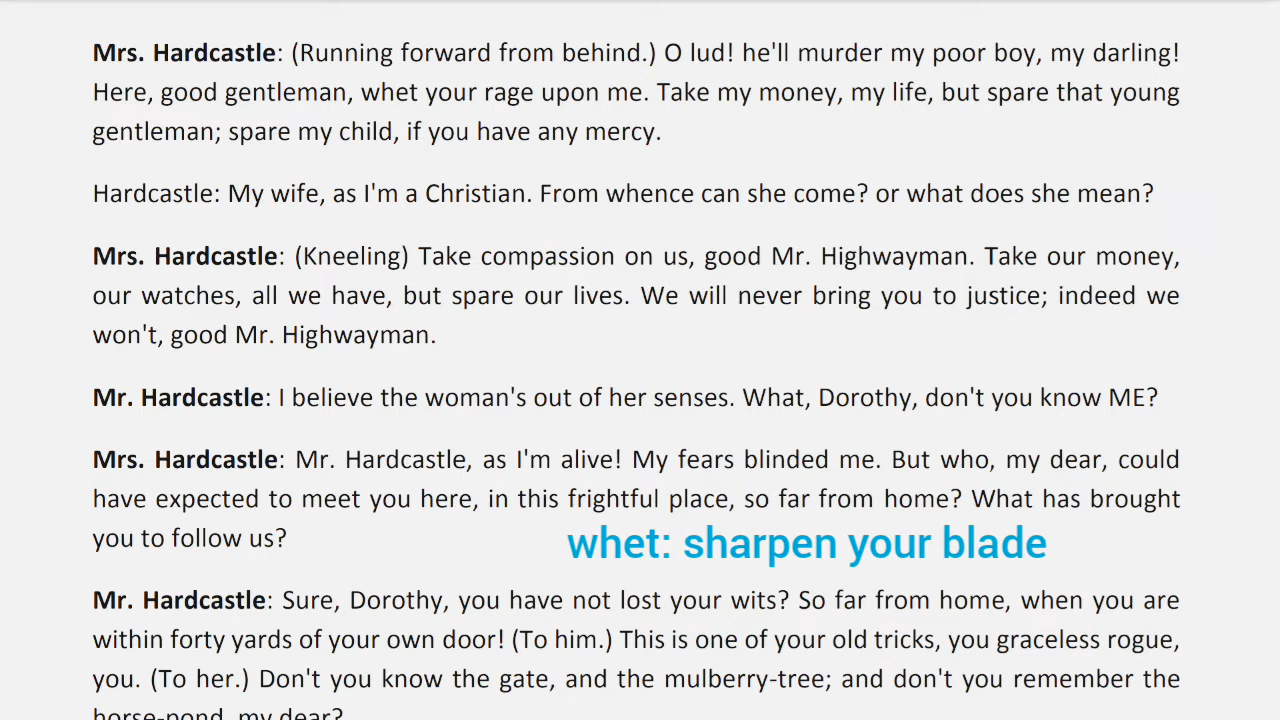 Mrs. Hardcastle: (Running forward from behind.) O lud! he'll murder my poor boy, my darling!
Here, good gentleman, whet your rage upon me. Take my money, my life, but spare that young
gentleman; spare my child, if you have any mercy.
Hardcastle: My wife, as I'm a Christian. From whence can she come? or what does she mean?
Mrs. Hardcastle: (Kneeling) Take compassion on us, good Mr. Highwayman. Take our money,
our watches, all we have, but spare our lives. We will never bring you to justice; indeed we
won't, good Mr. Highwayman.
Mr. Hardcastle: I believe the woman's out of her senses. What, Dorothy, don't you know ME?
Mrs. Hardcastle: Mr. Hardcastle, as I'm alive! My fears blinded me. But who, my dear, could
have expected to meet you here, in this frightful place, so far from home? What has brought
you to follow us?
whet: sharpen your blade
Mr. Hardcastle: Sure, Dorothy, you have not lost your wits? So far from home, when you are
within forty yards of your own door! (To him.) This is one of your old tricks, you graceless rogue,
you. (To her.) Don't you know the gate, and the mulberry-tree; and don't you remember the
horse-pond, my dear?